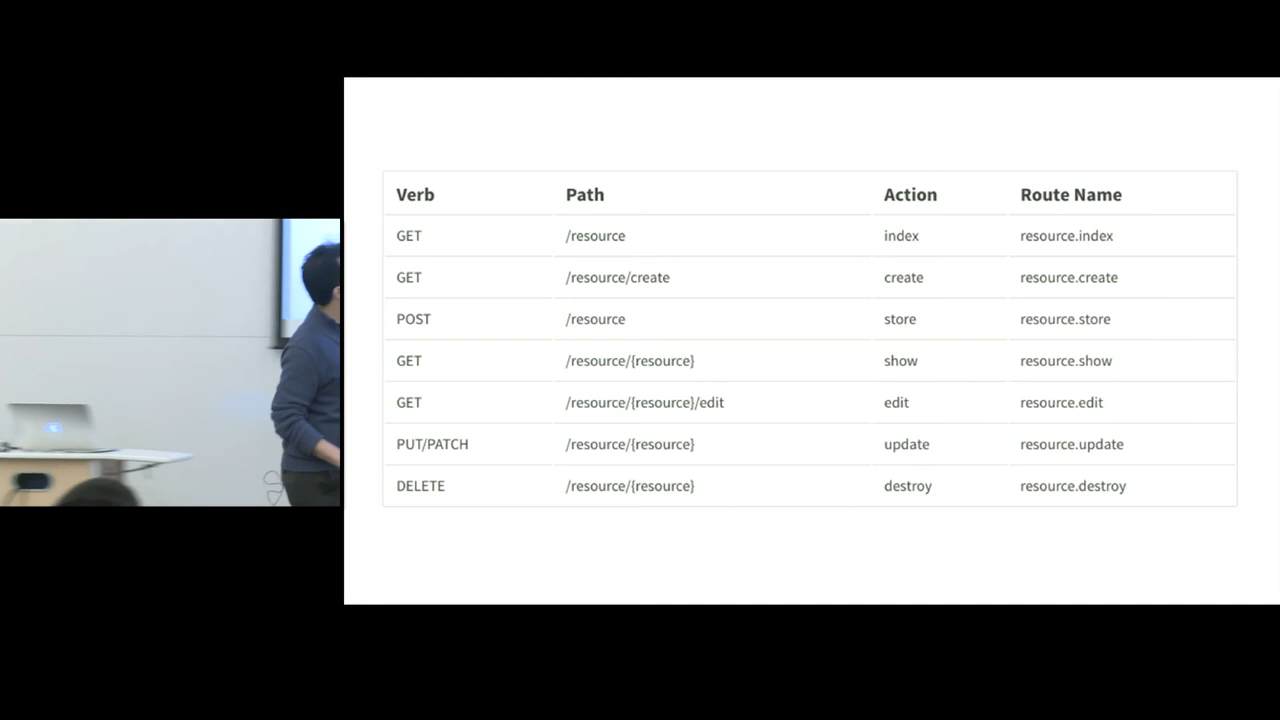 Verb Path Action Route Name
GET /resource index resource.index
GET /resource/create create resource.create
POST /resource store resource.store
GET /resource/{resource} show resource.show
GET /resource/{resource}/edit edit resource.edit
PUT/PATCH /resource/{resource} update resource.update
DELETE /resource/{resource} destroy resource.destroy